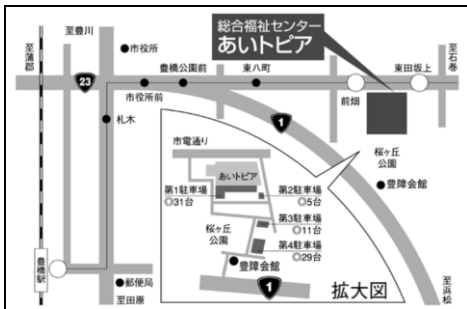 至豊川
至蒲郡
市役所
総合福祉センター
あいトピア
至石巻
豊橋公園前
東八町
東田坂上
23
市役所前
前畑
札木
1
市電通り
桜ヶ丘
公園
あいトピア
第1駐車場
◎31台
第2駐車場
◎5台
豊障会館
第3駐車場
◎11台
桜ヶ丘
公園
第4駐車場
◎29台
豊障会館
豊橋駅
郵便局
至田原
1
拡大図
至浜松